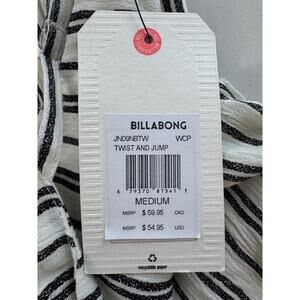 BILLABONG
JN09NBTW WCP
TWIST AND JUMP
6 79370 87541 1
MEDIUM
MSRP $ 59.95 CAD
MSRP $ 54.95 USD
recyclable paper